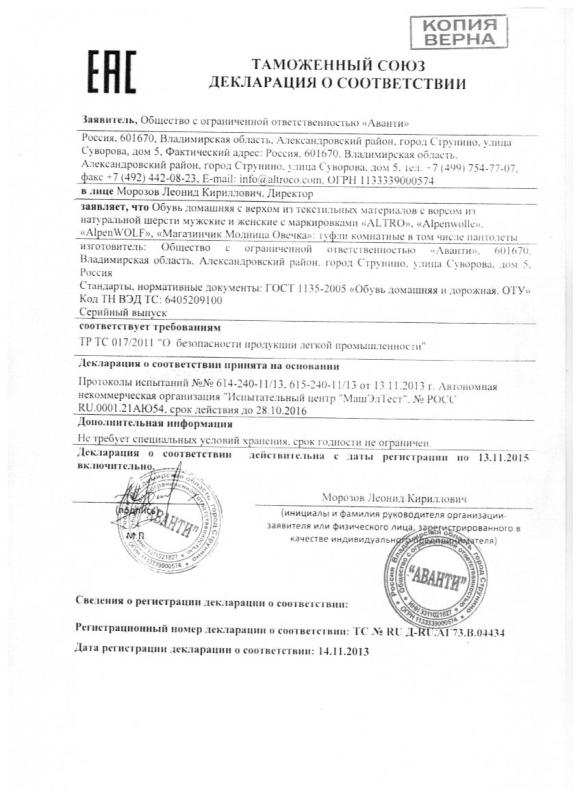 КОПИЯ
ВЕРНА
ЕАС
ТАМОЖЕННЫЙ СОЮЗ
ДЕКЛАРАЦИЯ О СООТВЕТСТВИИ
Заявитель, Общество с ограниченной ответственностью «Аванти»
Россия, 601670, Владимирская область, Александровский район, город Струнино, улица
Суворова, дом 5, Фактический адрес: Россия, 601670, Владимирская область,
Александровский район, город Струнино, улица Суворова, дом 5, тел. +7 (499) 754-77-07,
факс +7 (492) 442-08-23, E-mail: info@altroco.com, ОГРН 1133339000574
в лице Морозов Леонид Кириллович, Директор
заявляет, что Обувь домашняя с верхом из текстильных материалов с ворсом из
натуральной шерсти мужские и женские с маркировками «ALTRO», «Alpenwolle»,
«AlpenWOLF», «Магазинчик Модница Овечка»: туфли комнатные в том числе пантолеты
изготовитель: Общество с ограниченной ответственностью «Аванти», 601670,
Владимирская область, Александровский район, город Струнино, улица Суворова, дом 5,
Россия
Стандарты, нормативные документы: ГОСТ 1135-2005 «Обувь домашняя и дорожная. ОТУ»
Код ТН ВЭД ТС: 6405209100
Серийный выпуск
соответствует требованиям
ТР ТС 017/2011 "О безопасности продукции легкой промышленности"
Декларация о соответствии принята на основании
Протоколы испытаний №№ 614-240-11/13, 615-240-11/13 от 13.11.2013 г. Автономная
некоммерческая организация "Испытательный центр "МашЭлТест", № РОСС
RU.0001.21АЮ54, срок действия до 28.10.2016
Дополнительная информация
Не требует специальных условий хранения, срок годности не ограничен
Декларация о соответствии действительна с даты регистрации по 13.11.2015
включительно.
Морозов Леонид Кириллович
(подпись)
(инициалы и фамилия руководителя организации-
заявителя или физического лица, зарегистрированного в
качестве индивидуального предпринимателя)
М.П.
"АВАНТИ"
"АВАНТИ"
Общество с ограниченной ответственностью
ИНН 3311021827
ОГРН 1133339000574
Сведения о регистрации декларации о соответствии:
Регистрационный номер декларации о соответствии: ТС № RU Д-RU.АГ73.В.04434
Дата регистрации декларации о соответствии: 14.11.2013